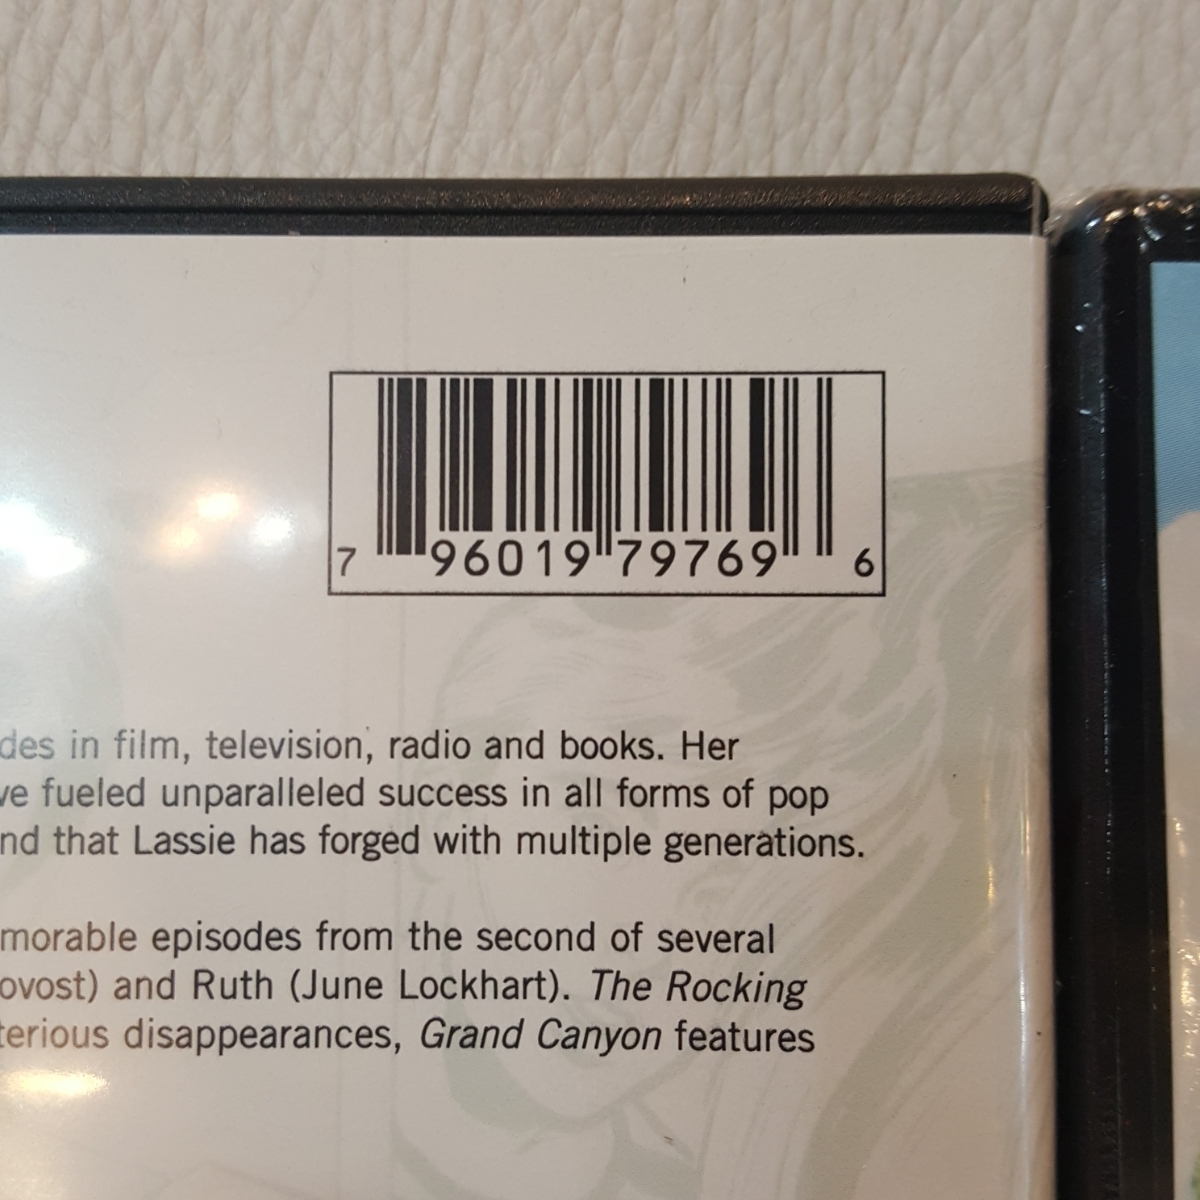 7 96019 79769 6
des in film, television, radio and books. Her
ve fueled unparalleled success in all forms of pop
nd that Lassie has forged with multiple generations.
morable episodes from the second of several
ovost) and Ruth (June Lockhart). The Rocking
terious disappearances, Grand Canyon features